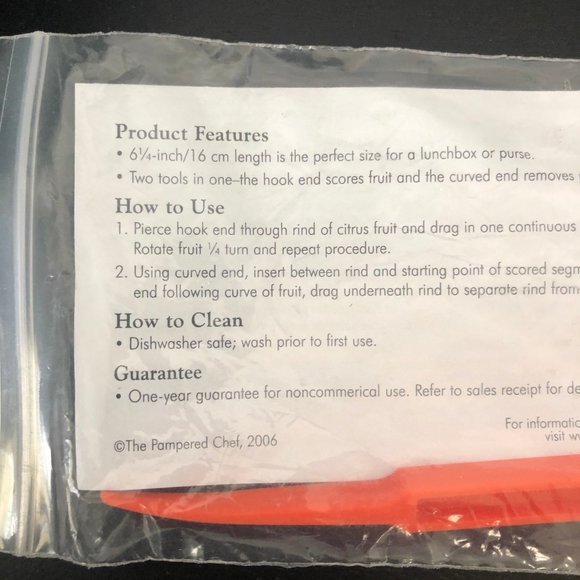 Product Features
• 6¼-inch/16 cm length is the perfect size for a lunchbox or purse.
• Two tools in one–the hook end scores fruit and the curved end removes
How to Use
1. Pierce hook end through rind of citrus fruit and drag in one continuous
Rotate fruit ¼ turn and repeat procedure.
2. Using curved end, insert between rind and starting point of scored segm
end following curve of fruit, drag underneath rind to separate rind from
How to Clean
• Dishwasher safe; wash prior to first use.
Guarantee
• One-year guarantee for noncommerical use. Refer to sales receipt for de
For informatio
visit w
©The Pampered Chef, 2006